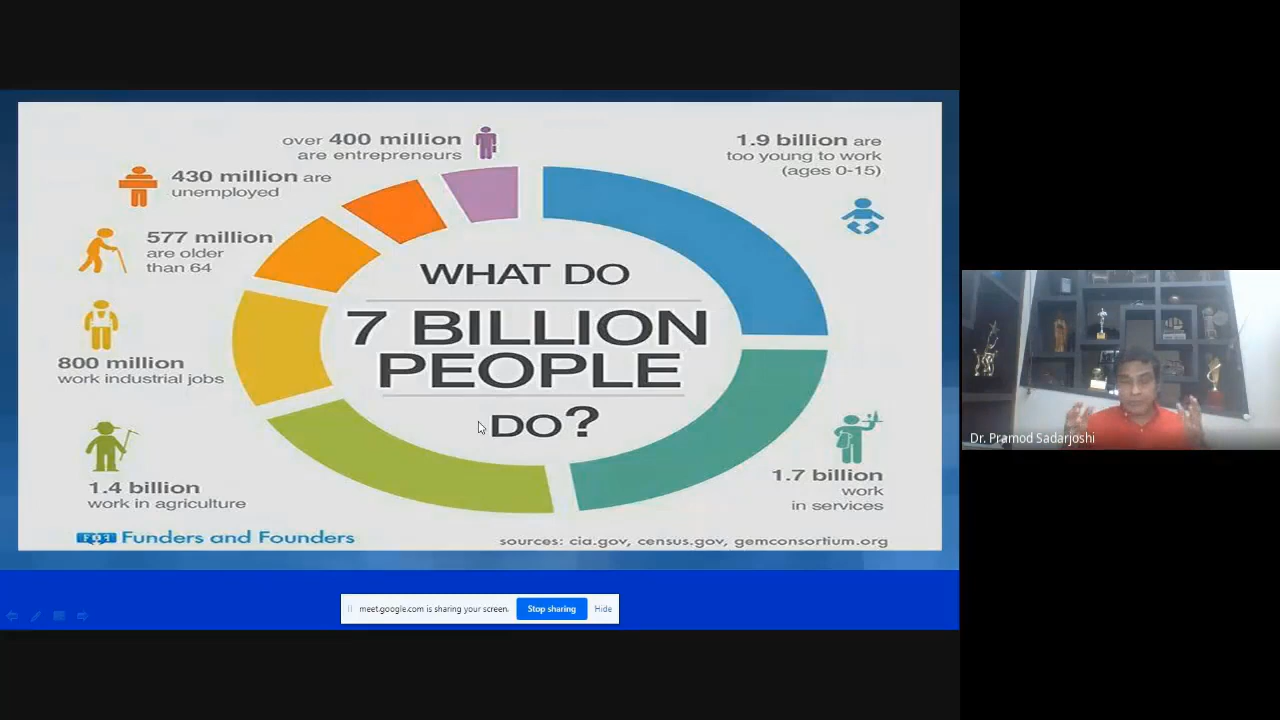 over 400 million
are entrepreneurs
1.9 billion are
too young to work
(ages 0-15)
430 million are
unemployed
577 million
are older
than 64
800 million
work industrial jobs
1.4 billion
work in agriculture
WHAT DO
7 BILLION
PEOPLE
DO?
1.7 billion
work
in services
Funders and Founders
sources: cia.gov, census.gov, gemconsortium.org
meet.google.com is sharing your screen.
Stop sharing
Hide
Dr. Pramod Sadarjoshi